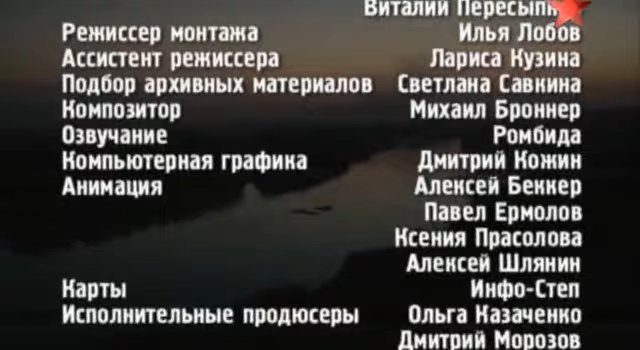 Виталий
Режиссер монтажа Илья Лобов
Ассистент режиссера Лариса Кузина
Подбор архивных материалов Светлана Савкина
Композитор Михаил Броннер
Озвучание Ромбида
Компьютерная графика Дмитрий Кожин
Анимация Алексей Беккер
Павел Ермолов
Ксения Прасолова
Алексей Шлянин
Карты Инфо-Степ
Исполнительные продюсеры Ольга Казаченко
Дмитрий Морозов